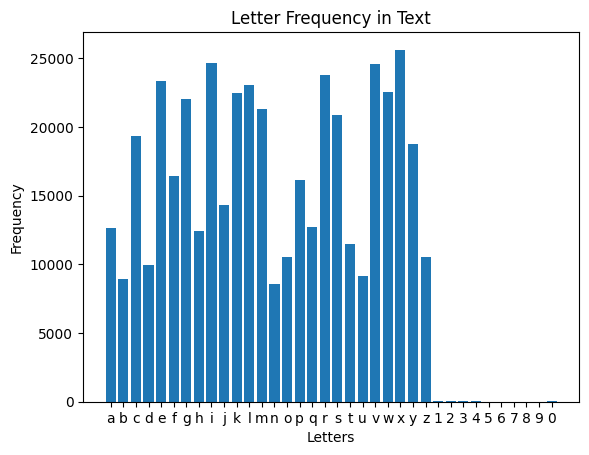 Letter Frequency in Text
Frequency
25000
20000
15000
10000
5000
0
a b c d e f g h i j k l m n o p q r s t u v w x y z 1 2 3 4 5 6 7 8 9 0
Letters